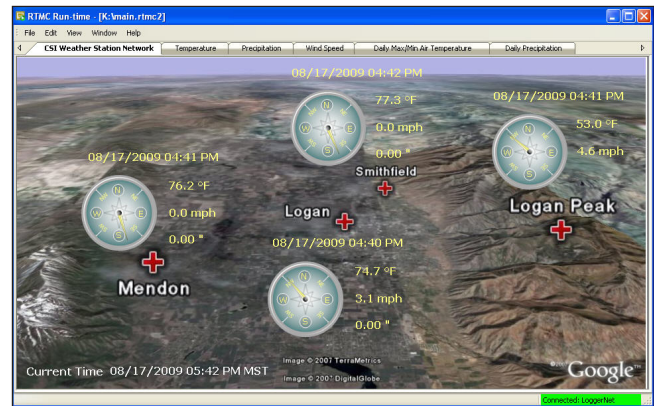 RTMC Run-time - [K:\main.rtmc2]
File Edit View Window Help
CSI Weather Station Network Temperature Precipitation Wind Speed Daily Max/Min Air Temperature Daily Precipitation
08/17/2009 04:42 PM
N
W E
S
77.3 °F
0.0 mph
0.00 "
Smithfield
08/17/2009 04:41 PM
N
W E
S
53.0 °F
4.6 mph
Logan Peak
08/17/2009 04:41 PM
N
W E
S
76.2 °F
0.0 mph
0.00 "
Mendon
Logan
08/17/2009 04:40 PM
N
W E
S
74.7 °F
3.1 mph
0.00 "
Image © 2007 TerraMetrics
Image © 2007 DigitalGlobe
Current Time 08/17/2009 05:42 PM MST
Google™
Connected: LoggerNet